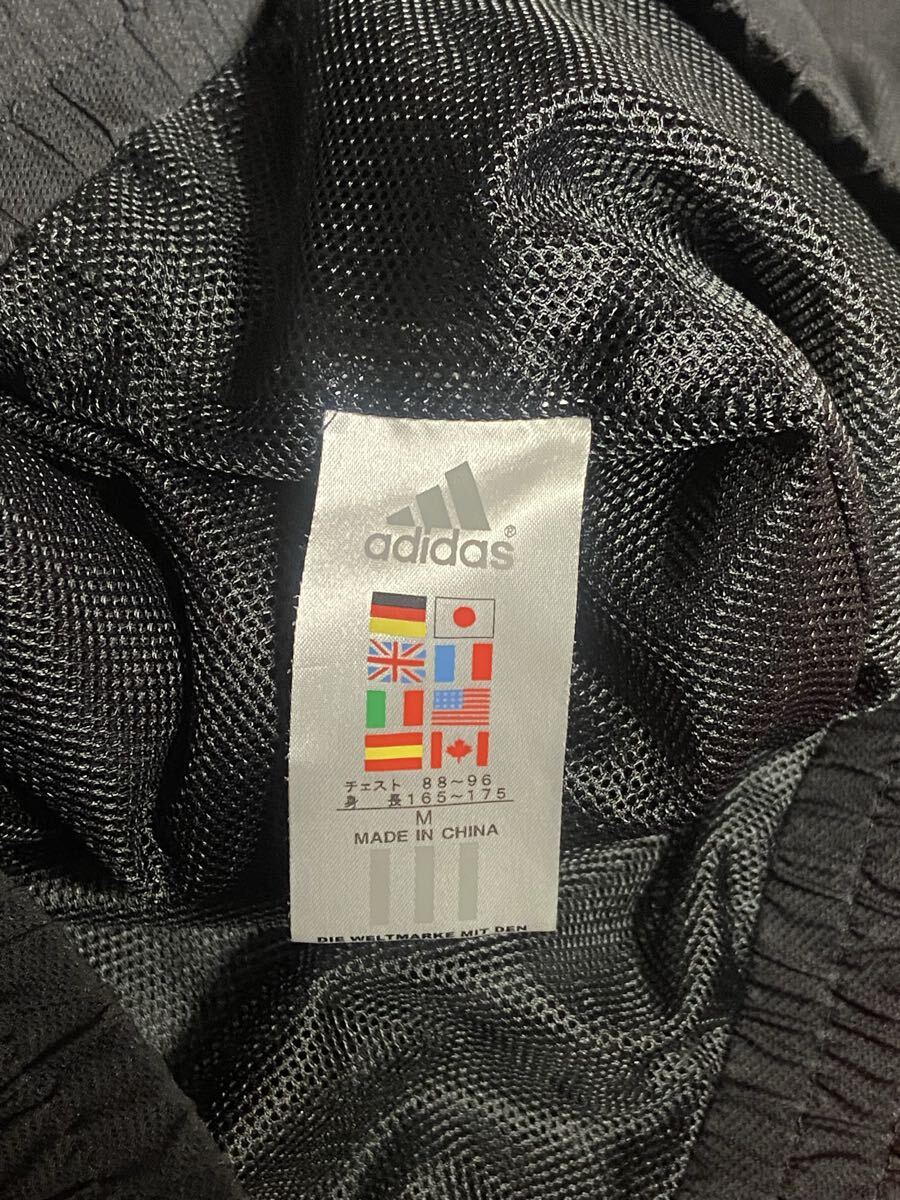 adidas®
チェスト 88～96
身 長165～175
M
MADE IN CHINA
DIE WELTMARKE MIT DEN